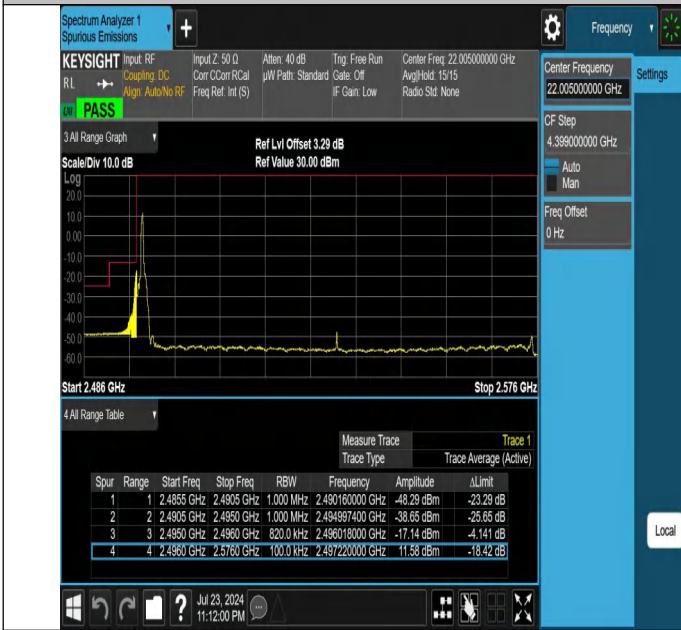 Spectrum Analyzer 1
Spurious Emissions
Frequency
KEYSIGHT
RL
PASS
Input: RF
Coupling: DC
Align: Auto/No RF
Input Z: 50 Ω
Corr CCorr RCal
Freq Ref: Int (S)
Atten: 40 dB
µW Path: Standard
Trig: Free Run
Gate: Off
IF Gain: Low
Center Freq: 22.005000000 GHz
Avg|Hold: 15/15
Radio Std: None
Center Frequency
22.005000000 GHz
Settings
CF Step
4.399000000 GHz
Auto
Man
Freq Offset
0 Hz
3 All Range Graph
Ref Lvl Offset 3.29 dB
Scale/Div 10.0 dB
Ref Value 30.00 dBm
Log
20.0
10.0
0.00
-10.0
-20.0
-30.0
-40.0
-50.0
-60.0
Start 2.486 GHz
Stop 2.576 GHz
4 All Range Table
Measure Trace Trace 1
Trace Type Trace Average (Active)
Spur Range Start Freq Stop Freq RBW Frequency Amplitude ΔLimit
1 1 2.4855 GHz 2.4905 GHz 1.000 MHz 2.490160000 GHz -48.29 dBm -23.29 dB
2 2 2.4905 GHz 2.4950 GHz 1.000 MHz 2.494997400 GHz -38.65 dBm -25.65 dB
3 3 2.4950 GHz 2.4960 GHz 820.0 kHz 2.496018000 GHz -17.14 dBm -4.141 dB
4 4 2.4960 GHz 2.5760 GHz 100.0 kHz 2.497220000 GHz 11.58 dBm -18.42 dB
Local
?
Jul 23, 2024
11:12:00 PM